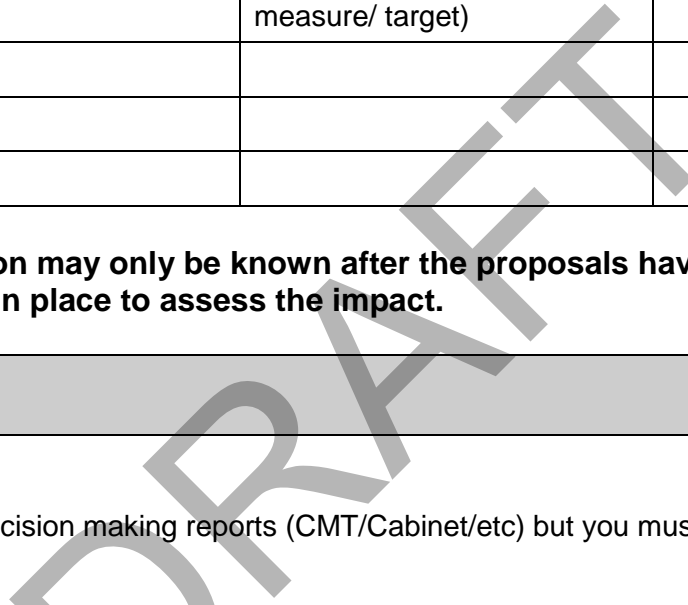 measure/ target)
on may only be known after the proposals hav
n place to assess the impact.
cision making reports (CMT/Cabinet/etc) but you mus
DRAFT